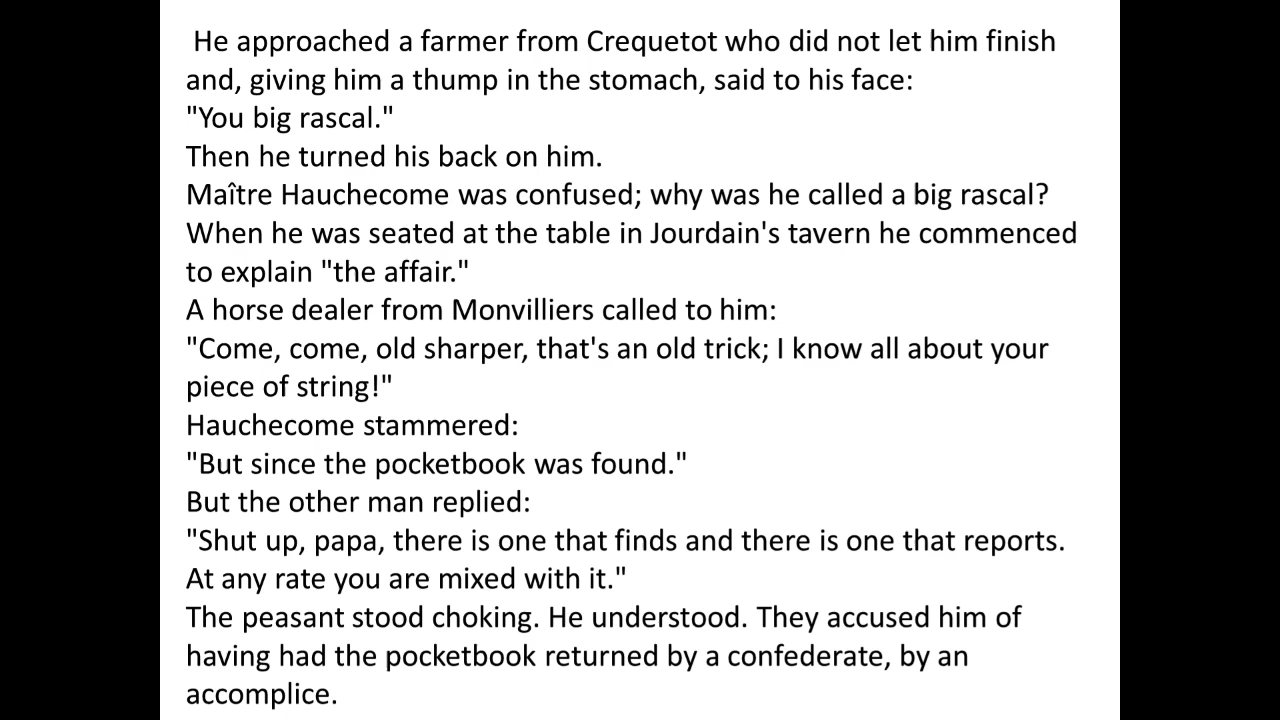 He approached a farmer from Crequetot who did not let him finish
and, giving him a thump in the stomach, said to his face:
"You big rascal."
Then he turned his back on him.
Maître Hauchecome was confused; why was he called a big rascal?
When he was seated at the table in Jourdain's tavern he commenced
to explain "the affair."
A horse dealer from Monvilliers called to him:
"Come, come, old sharper, that's an old trick; I know all about your
piece of string!"
Hauchecome stammered:
"But since the pocketbook was found."
But the other man replied:
"Shut up, papa, there is one that finds and there is one that reports.
At any rate you are mixed with it."
The peasant stood choking. He understood. They accused him of
having had the pocketbook returned by a confederate, by an
accomplice.